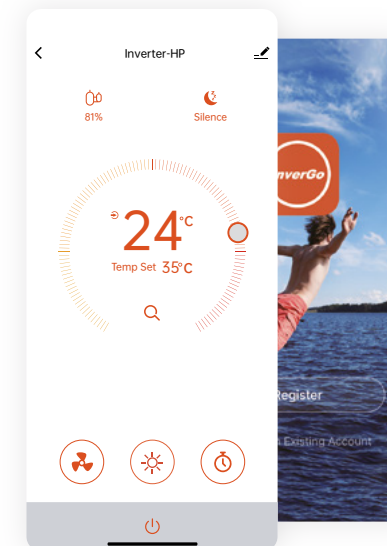 Inverter-HP
81%
Silence
24°C
Temp Set 35°C
nverGo
Register
Existing Account